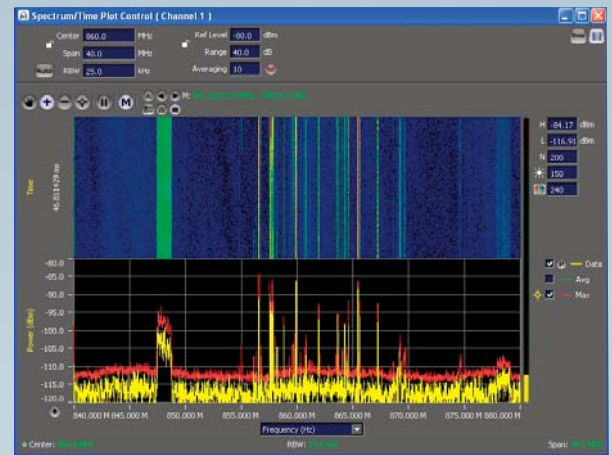 Spectrum/Time Plot Control ( Channel 1 )
Center 860.0 MHz Ref Level -80.0 dBm
Span 40.0 MHz Range 40.0 dB
RBW 25.0 kHz Averaging 10
M M:
H -84.17 dBm
L -116.91 dBm
N 200
150
240
Time
46.811429 ms
-80.0
-85.0
-90.0
-95.0
-100.0
-105.0
-110.0
-115.0
-120.0
Power (dBm)
Data
Avg
Max
840.000 M 845.000 M 850.000 M 855.000 M 860.000 M 865.000 M 870.000 M 875.000 M 880.000 M
Frequency (Hz)
Center: RBW: Span: